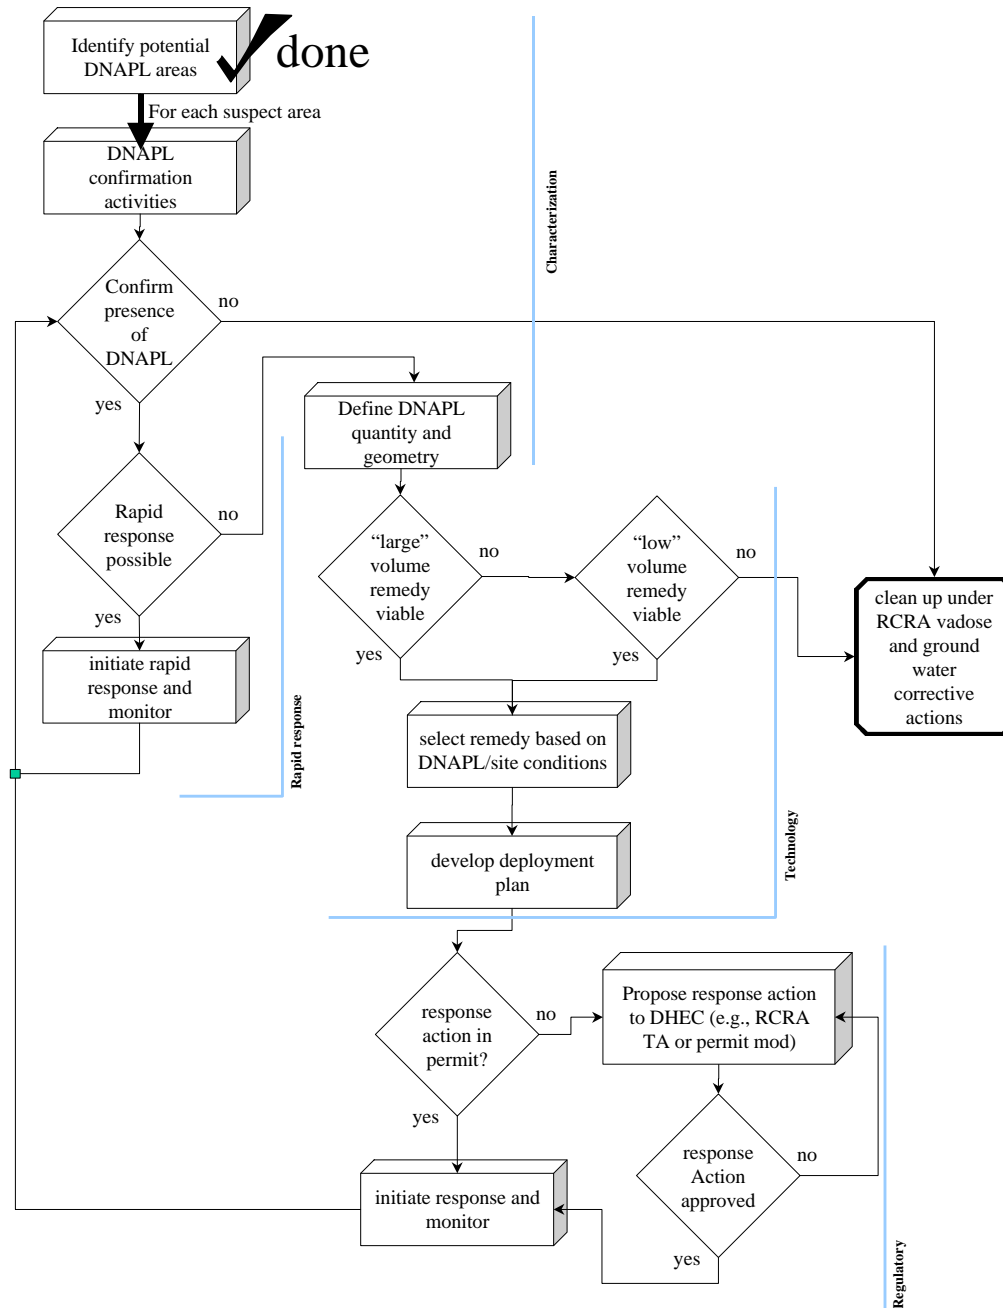 Identify potential
DNAPL areas
done
For each suspect area
DNAPL
confirmation
activities
Characterization
Confirm
presence
of
DNAPL
no
yes
Define DNAPL
quantity and
geometry
Rapid
response
possible
no
yes
“large”
volume
remedy
viable
no
yes
“low”
volume
remedy
viable
no
yes
clean up under
RCRA vadose
and ground
water
corrective
actions
initiate rapid
response and
monitor
Rapid response
select remedy based on
DNAPL/site conditions
develop deployment
plan
Technology
response
action in
permit?
no
yes
Propose response action
to DHEC (e.g., RCRA
TA or permit mod)
response
Action
approved
no
yes
initiate response and
monitor
Regulatory